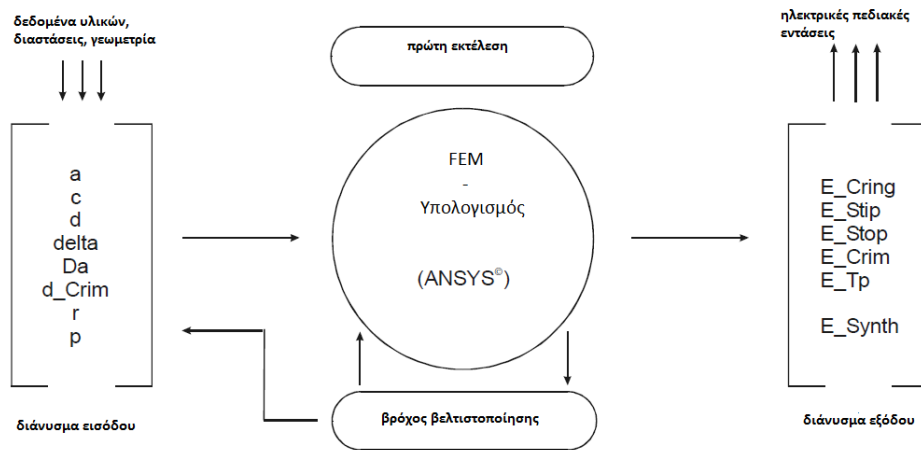 δεδομένα υλικών,
διαστάσεις, γεωμετρία
a
c
d
delta
Da
d_Crim
r
p
διάνυσμα εισόδου
πρώτη εκτέλεση
FEM
-
Υπολογισμός
(ANSYS©)
βρόχος βελτιστοποίησης
ηλεκτρικές πεδιακές
εντάσεις
E_Cring
E_Stip
E_Stop
E_Crim
E_Tp
E_Synth
διάνυσμα εξόδου